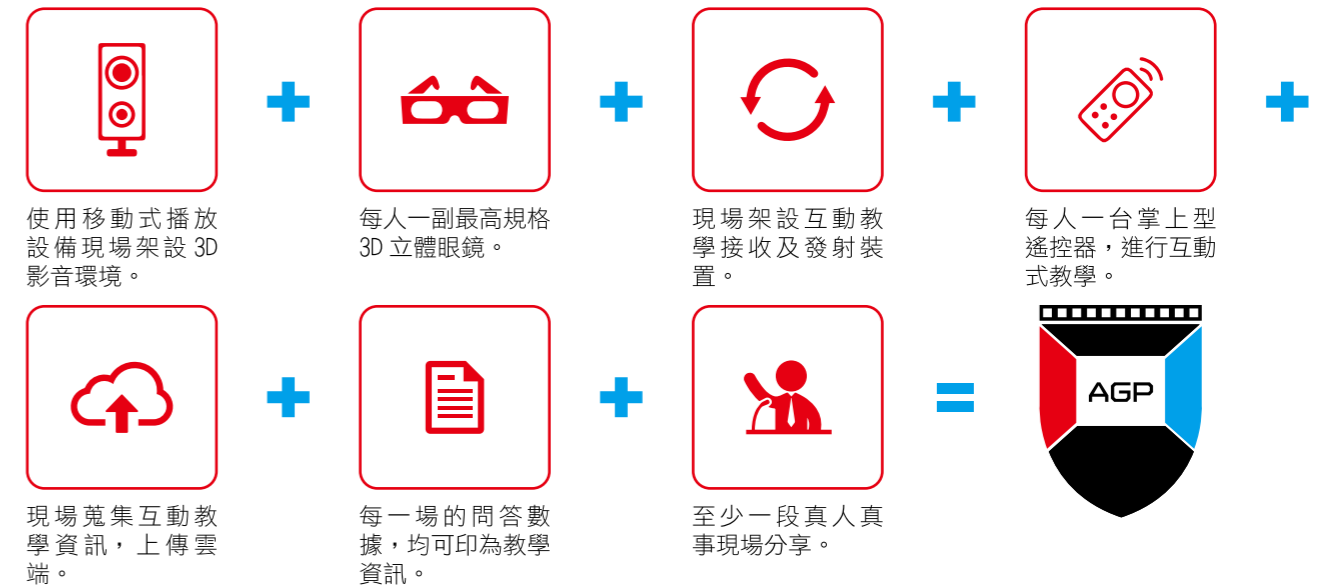 使用移動式播放
設備現場架設 3D
影音環境。
每人一副最高規格
3D 立體眼鏡。
現場架設互動教
學接收及發射裝
置。
每人一台掌上型
遙控器，進行互動
式教學。
現場蒐集互動教
學資訊，上傳雲
端。
每一場的問答數
據，均可印為教學
資訊。
至少一段真人真
事現場分享。
AGP